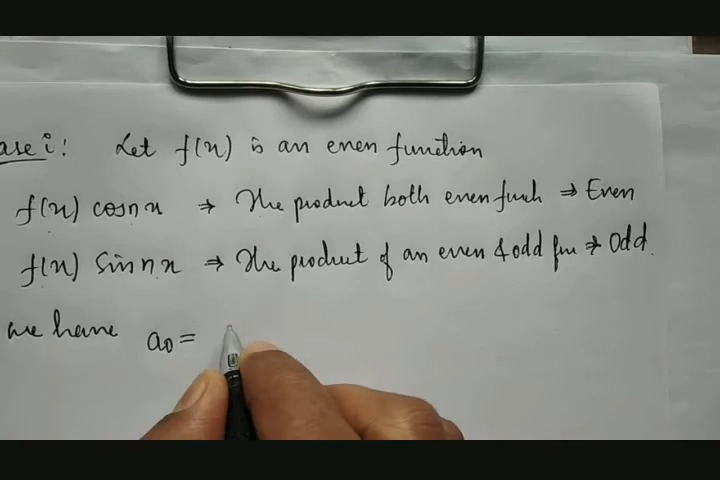 ase i: Let f(x) is an even function
f(x) cosnx ⇒ The product both even funh ⇒ Even
f(x) Sin nx ⇒ The product of an even & odd fun ⇒ Odd.
we have a0 =